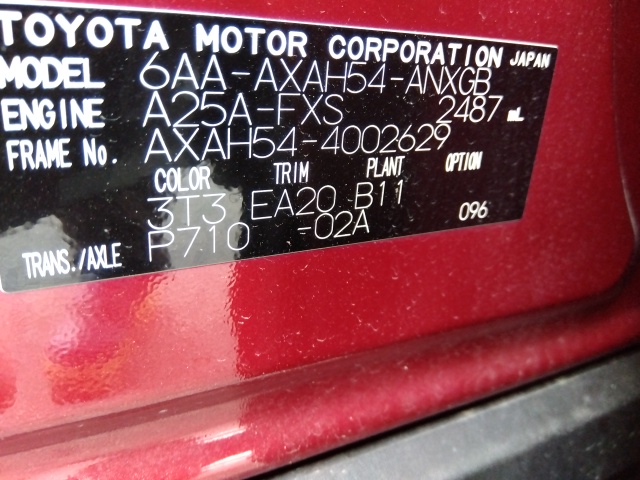 TOYOTA MOTOR CORPORATION JAPAN
MODEL 6AA-AXAH54-ANXGB
ENGINE A25A-FXS 2487 mL
FRAME No. AXAH54-4002629
COLOR TRIM PLANT OPTION
3T3 EA20 B11
TRANS./AXLE P710 -02A 096